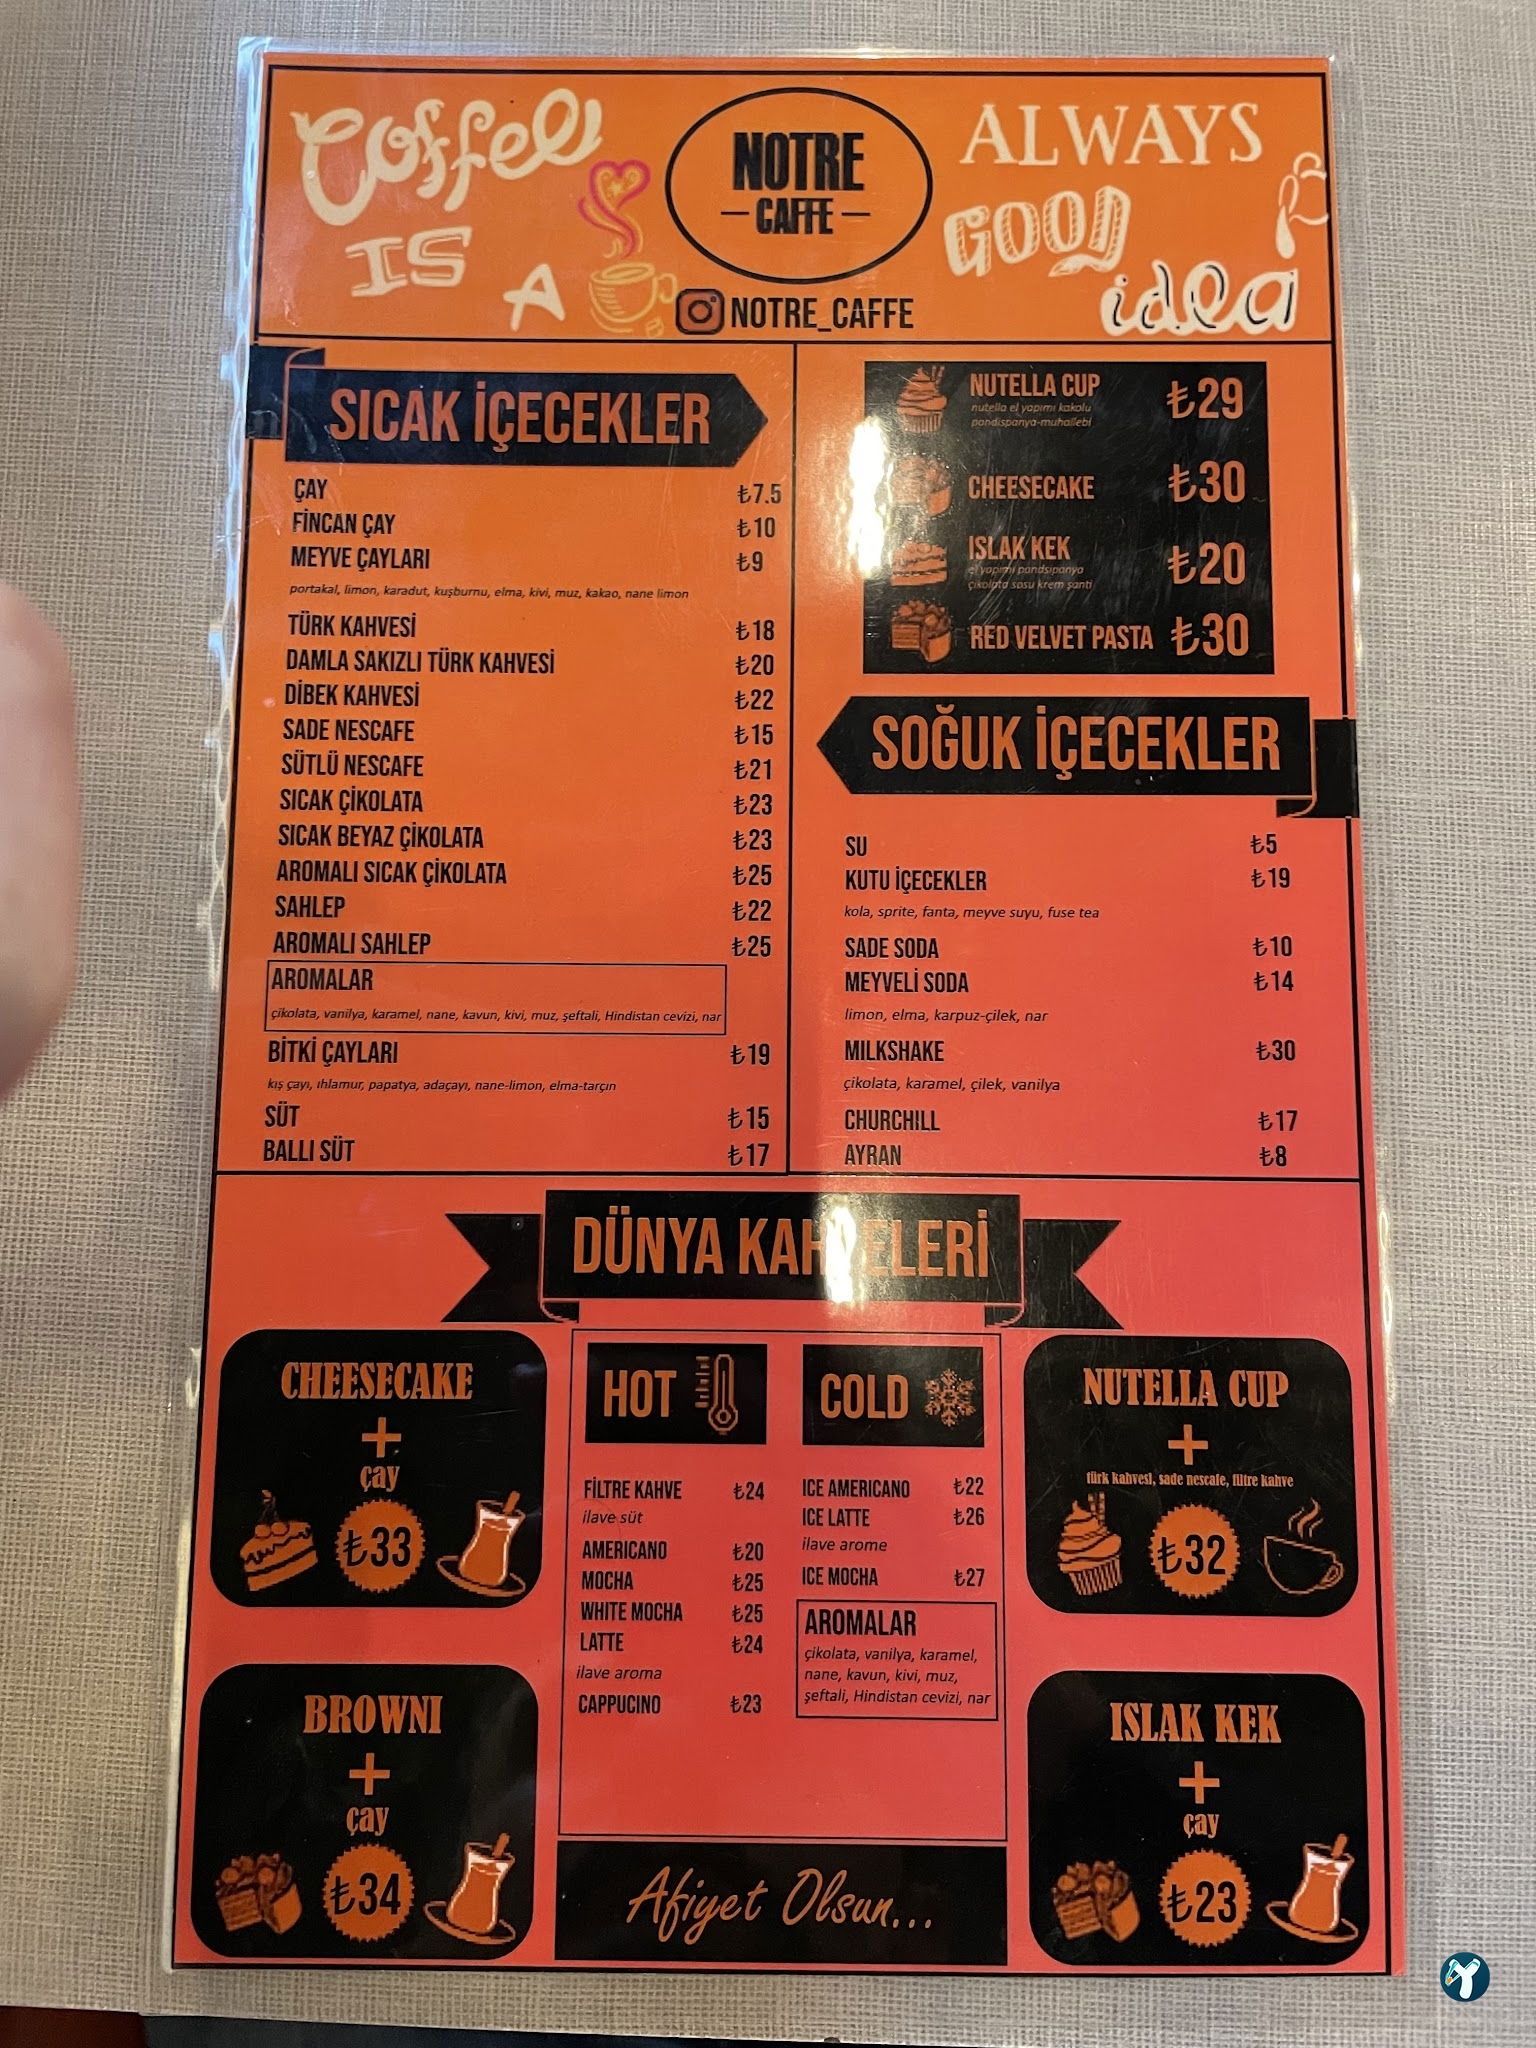 Coffee
IS A
NOTRE
CAFFE
NOTRE_CAFFE
ALWAYS
GOOD
idea
SICAK İÇECEKLER
ÇAY ₺7.5
FİNCAN ÇAY ₺10
MEYVE ÇAYLARI ₺9
portakal, limon, karadut, kuşburnu, elma, kivi, muz, kakao, nane limon
TÜRK KAHVESİ ₺18
DAMLA SAKIZLI TÜRK KAHVESİ ₺20
DİBEK KAHVESİ ₺22
SADE NESCAFE ₺15
SÜTLÜ NESCAFE ₺21
SICAK ÇİKOLATA ₺23
SICAK BEYAZ ÇİKOLATA ₺23
AROMALI SICAK ÇİKOLATA ₺25
SAHLEP ₺22
AROMALI SAHLEP ₺25
AROMALAR
çikolata, vanilya, karamel, nane, kavun, kivi, muz, şeftali, Hindistan cevizi, nar
BİTKİ ÇAYLARI ₺19
kış çayı, ıhlamur, papatya, adaçayı, nane-limon, elma-tarçın
SÜT ₺15
BALLI SÜT ₺17
NUTELLA CUP ₺29
nutella el yapımı kakolu
pandispanya-muhallebi
CHEESECAKE ₺30
ISLAK KEK ₺20
el yapımı pandsipanya
çikolata sosu krem şanti
RED VELVET PASTA ₺30
SOĞUK İÇECEKLER
SU ₺5
KUTU İÇECEKLER ₺19
kola, sprite, fanta, meyve suyu, fuse tea
SADE SODA ₺10
MEYVELİ SODA ₺14
limon, elma, karpuz-çilek, nar
MILKSHAKE ₺30
çikolata, karamel, çilek, vanilya
CHURCHILL ₺17
AYRAN ₺8
DÜNYA KAHVELERİ
CHEESECAKE
+
çay
₺33
BROWNI
+
çay
₺34
HOT
FİLTRE KAHVE ₺24
ilave süt
AMERICANO ₺20
MOCHA ₺25
WHITE MOCHA ₺25
LATTE ₺24
ilave aroma
CAPPUCINO ₺23
COLD
ICE AMERICANO ₺22
ICE LATTE ₺26
ilave arome
ICE MOCHA ₺27
AROMALAR
çikolata, vanilya, karamel,
nane, kavun, kivi, muz,
şeftali, Hindistan cevizi, nar
NUTELLA CUP
+
türk kahvesi, sade nescafe, filtre kahve
₺32
ISLAK KEK
+
çay
₺23
Afiyet Olsun...